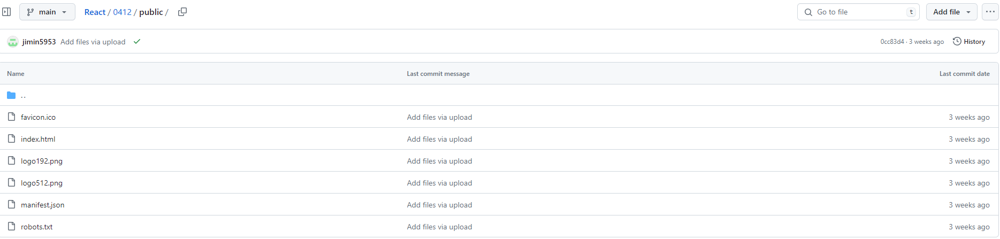 main React / 0412 / public / Go to file t Add file ...
jimin5953 Add files via upload 0cc83d4 · 3 weeks ago History
Name Last commit message Last commit date
..
favicon.ico Add files via upload 3 weeks ago
index.html Add files via upload 3 weeks ago
logo192.png Add files via upload 3 weeks ago
logo512.png Add files via upload 3 weeks ago
manifest.json Add files via upload 3 weeks ago
robots.txt Add files via upload 3 weeks ago